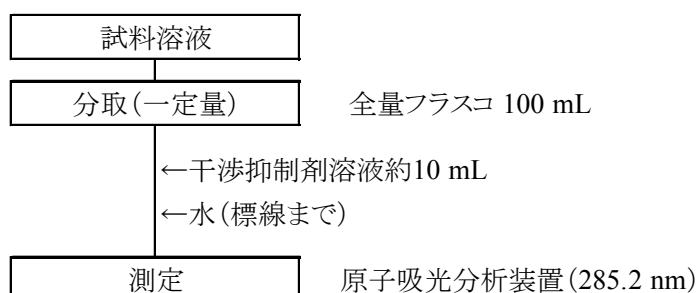 試料溶液
分取(一定量) 全量フラスコ 100 mL
←干渉抑制剤溶液約10 mL
←水(標線まで)
測定 原子吸光分析装置(285.2 nm)